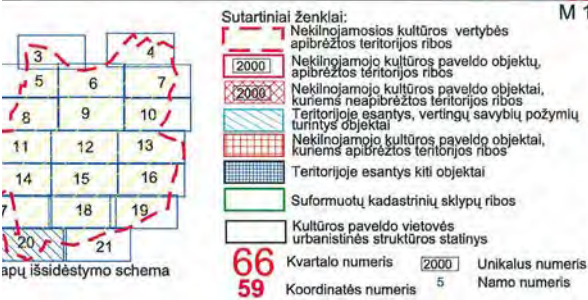 M 1
Sutartiniai ženklai:
Nekilnojamosios kultūros vertybės
apibrėžtos teritorijos ribos
2000
Nekilnojamojo kultūros paveldo objektų,
apibrėžtos teritorijos ribos
2000
Nekilnojamojo kultūros paveldo objektai,
kuriems neapibrėžtos teritorijos ribos
Teritorijoje esantys, vertingų savybių požymių
turintys objektai
Nekilnojamojo kultūros paveldo objektai,
kuriems apibrėžtos teritorijos ribos
Teritorijoje esantys kiti objektai
Suformuotų kadastrinių sklypų ribos
Kultūros paveldo vietovės
urbanistinės struktūros statinys
66 Kvartalo numeris
2000 Unikalus numeris
59 Koordinatės numeris
5 Namo numeris
3 4
5 6 7
8 9 10
11 12 13
14 15 16
7 18 19
20 21
apų išsidėstymo schema